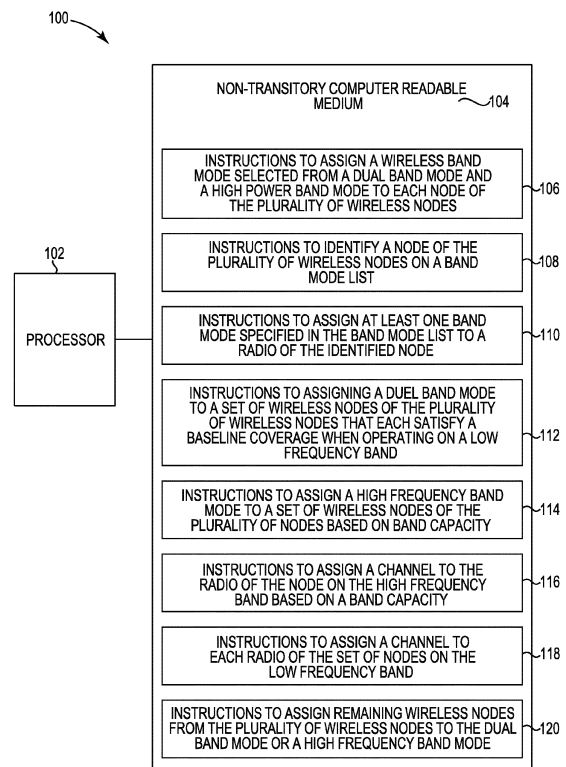 100
NON-TRANSITORY COMPUTER READABLE
MEDIUM
104
INSTRUCTIONS TO ASSIGN A WIRELESS BAND
MODE SELECTED FROM A DUAL BAND MODE AND
A HIGH POWER BAND MODE TO EACH NODE OF
THE PLURALITY OF WIRELESS NODES
106
102
PROCESSOR
INSTRUCTIONS TO IDENTIFY A NODE OF THE
PLURALITY OF WIRELESS NODES ON A BAND
MODE LIST
108
INSTRUCTIONS TO ASSIGN AT LEAST ONE BAND
MODE SPECIFIED IN THE BAND MODE LIST TO A
RADIO OF THE IDENTIFIED NODE
110
INSTRUCTIONS TO ASSIGNING A DUEL BAND MODE
TO A SET OF WIRELESS NODES OF THE PLURALITY
OF WIRELESS NODES THAT EACH SATISFY A
BASELINE COVERAGE WHEN OPERATING ON A LOW
FREQUENCY BAND
112
INSTRUCTIONS TO ASSIGN A HIGH FREQUENCY BAND
MODE TO A SET OF WIRELESS NODES OF THE
PLURALITY OF NODES BASED ON BAND CAPACITY
114
INSTRUCTIONS TO ASSIGN A CHANNEL TO THE
RADIO OF THE NODE ON THE HIGH FREQUENCY
BAND BASED ON A BAND CAPACITY
116
INSTRUCTIONS TO ASSIGN A CHANNEL TO
EACH RADIO OF THE SET OF NODES ON THE
LOW FREQUENCY BAND
118
INSTRUCTIONS TO ASSIGN REMAINING WIRELESS NODES
FROM THE PLURALITY OF WIRELESS NODES TO THE DUAL
BAND MODE OR A HIGH FREQUENCY BAND MODE
120